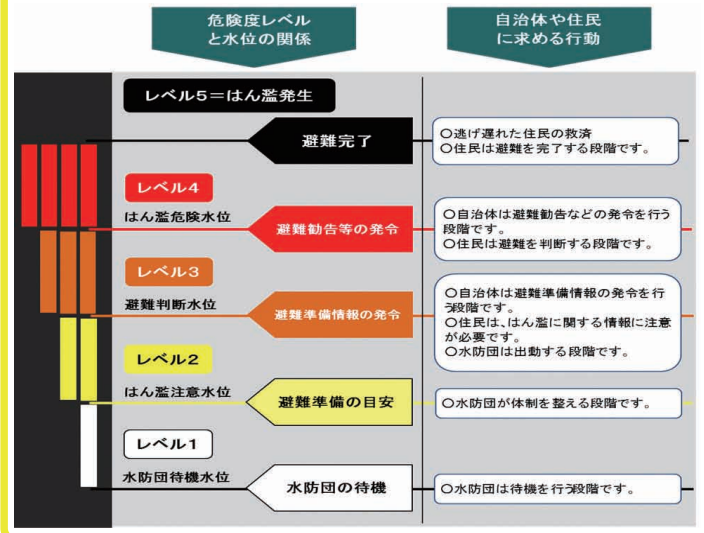 危険度レベル
と水位の関係
自治体や住民
に求める行動
レベル5＝はん濫発生
避難完了
〇逃げ遅れた住民の救済
〇住民は避難を完了する段階です。
レベル4
はん濫危険水位
避難勧告等の発令
〇自治体は避難勧告などの発令を行う
段階です。
〇住民は避難を判断する段階です。
レベル3
避難判断水位
避難準備情報の発令
〇自治体は避難準備情報の発令を行
う段階です。
〇住民は、はん濫に関する情報に注意
が必要です。
〇水防団は出動する段階です。
レベル2
はん濫注意水位
避難準備の目安
〇水防団が体制を整える段階です。
レベル1
水防団待機水位
水防団の待機
〇水防団は待機を行う段階です。